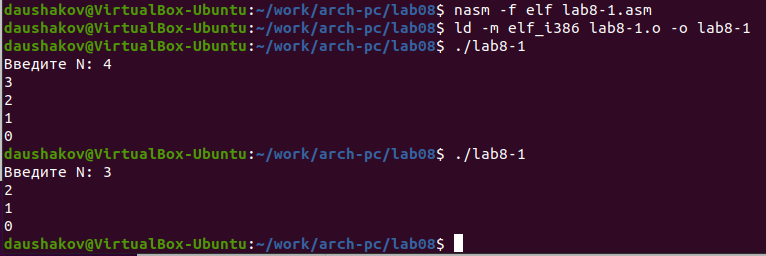 daushakov@VirtualBox-Ubuntu:~/work/arch-pc/lab08$ nasm -f elf lab8-1.asm
daushakov@VirtualBox-Ubuntu:~/work/arch-pc/lab08$ ld -m elf_i386 lab8-1.o -o lab8-1
daushakov@VirtualBox-Ubuntu:~/work/arch-pc/lab08$ ./lab8-1
Введите N: 4
3
2
1
0
daushakov@VirtualBox-Ubuntu:~/work/arch-pc/lab08$ ./lab8-1
Введите N: 3
2
1
0
daushakov@VirtualBox-Ubuntu:~/work/arch-pc/lab08$